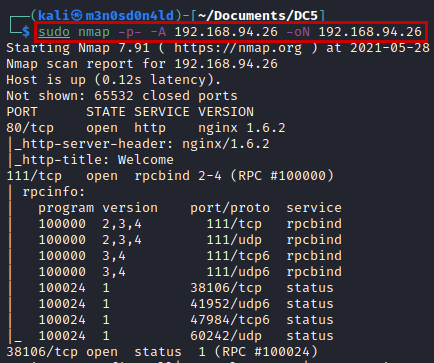 (kali㉿m3n0sd0n4ld)-[~/Documents/DC5]
$ sudo nmap -p- -A 192.168.94.26 -oN 192.168.94.26
Starting Nmap 7.91 ( https://nmap.org ) at 2021-05-28
Nmap scan report for 192.168.94.26
Host is up (0.12s latency).
Not shown: 65532 closed ports
PORT STATE SERVICE VERSION
80/tcp open http nginx 1.6.2
|_http-server-header: nginx/1.6.2
|_http-title: Welcome
111/tcp open rpcbind 2-4 (RPC #100000)
| rpcinfo:
| program version port/proto service
| 100000 2,3,4 111/tcp rpcbind
| 100000 2,3,4 111/udp rpcbind
| 100000 3,4 111/tcp6 rpcbind
| 100000 3,4 111/udp6 rpcbind
| 100024 1 38106/tcp status
| 100024 1 41952/udp6 status
| 100024 1 47984/tcp6 status
|_ 100024 1 60242/udp status
38106/tcp open status 1 (RPC #100024)